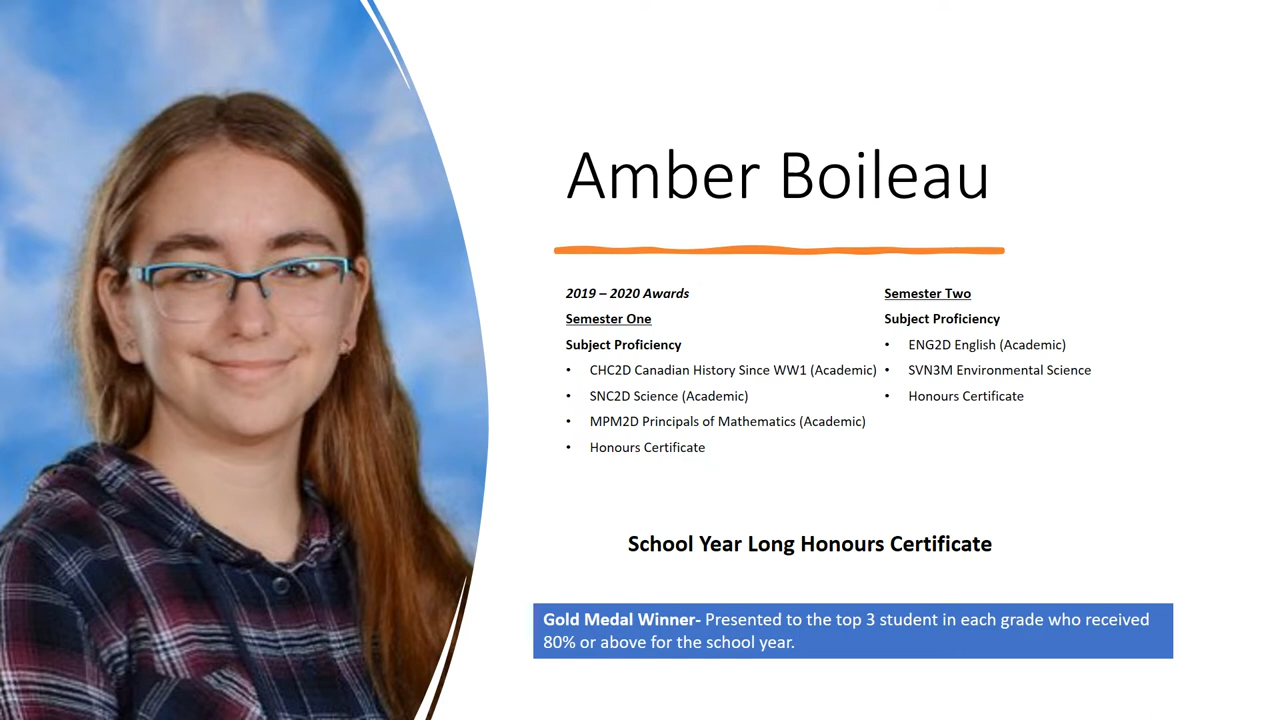 Amber Boileau
2019 – 2020 Awards
Semester One
Subject Proficiency
• CHC2D Canadian History Since WW1 (Academic)
• SNC2D Science (Academic)
• MPM2D Principals of Mathematics (Academic)
• Honours Certificate
Semester Two
Subject Proficiency
• ENG2D English (Academic)
• SVN3M Environmental Science
• Honours Certificate
School Year Long Honours Certificate
Gold Medal Winner- Presented to the top 3 student in each grade who received
80% or above for the school year.